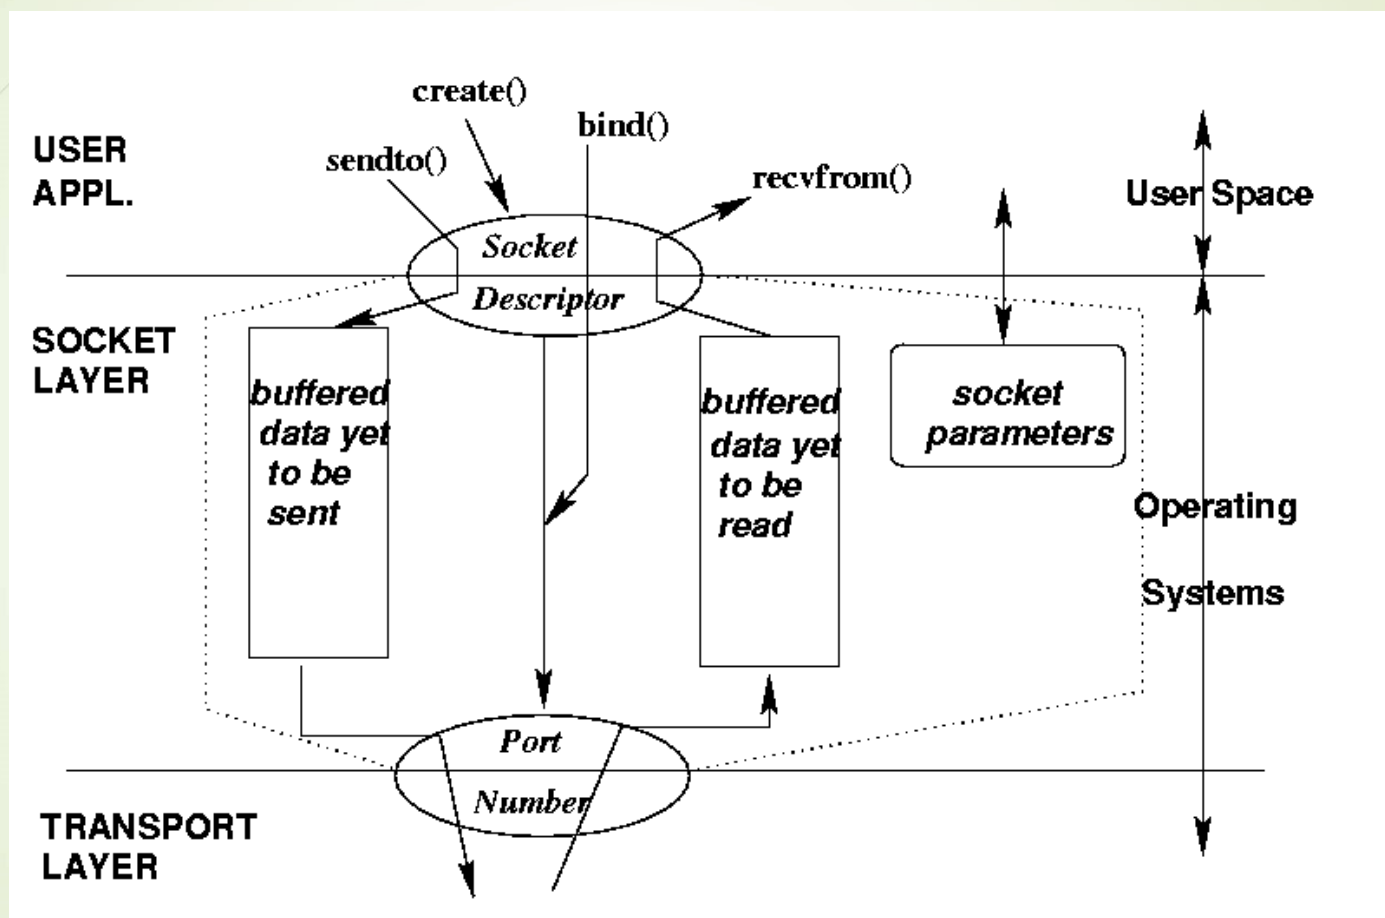 create()
bind()
USER
APPL.
sendto()
recvfrom()
User Space
Socket
Descriptor
SOCKET
LAYER
buffered
data yet
to be
sent
buffered
data yet
to be
read
socket
parameters
Operating
Systems
Port
Number
TRANSPORT
LAYER